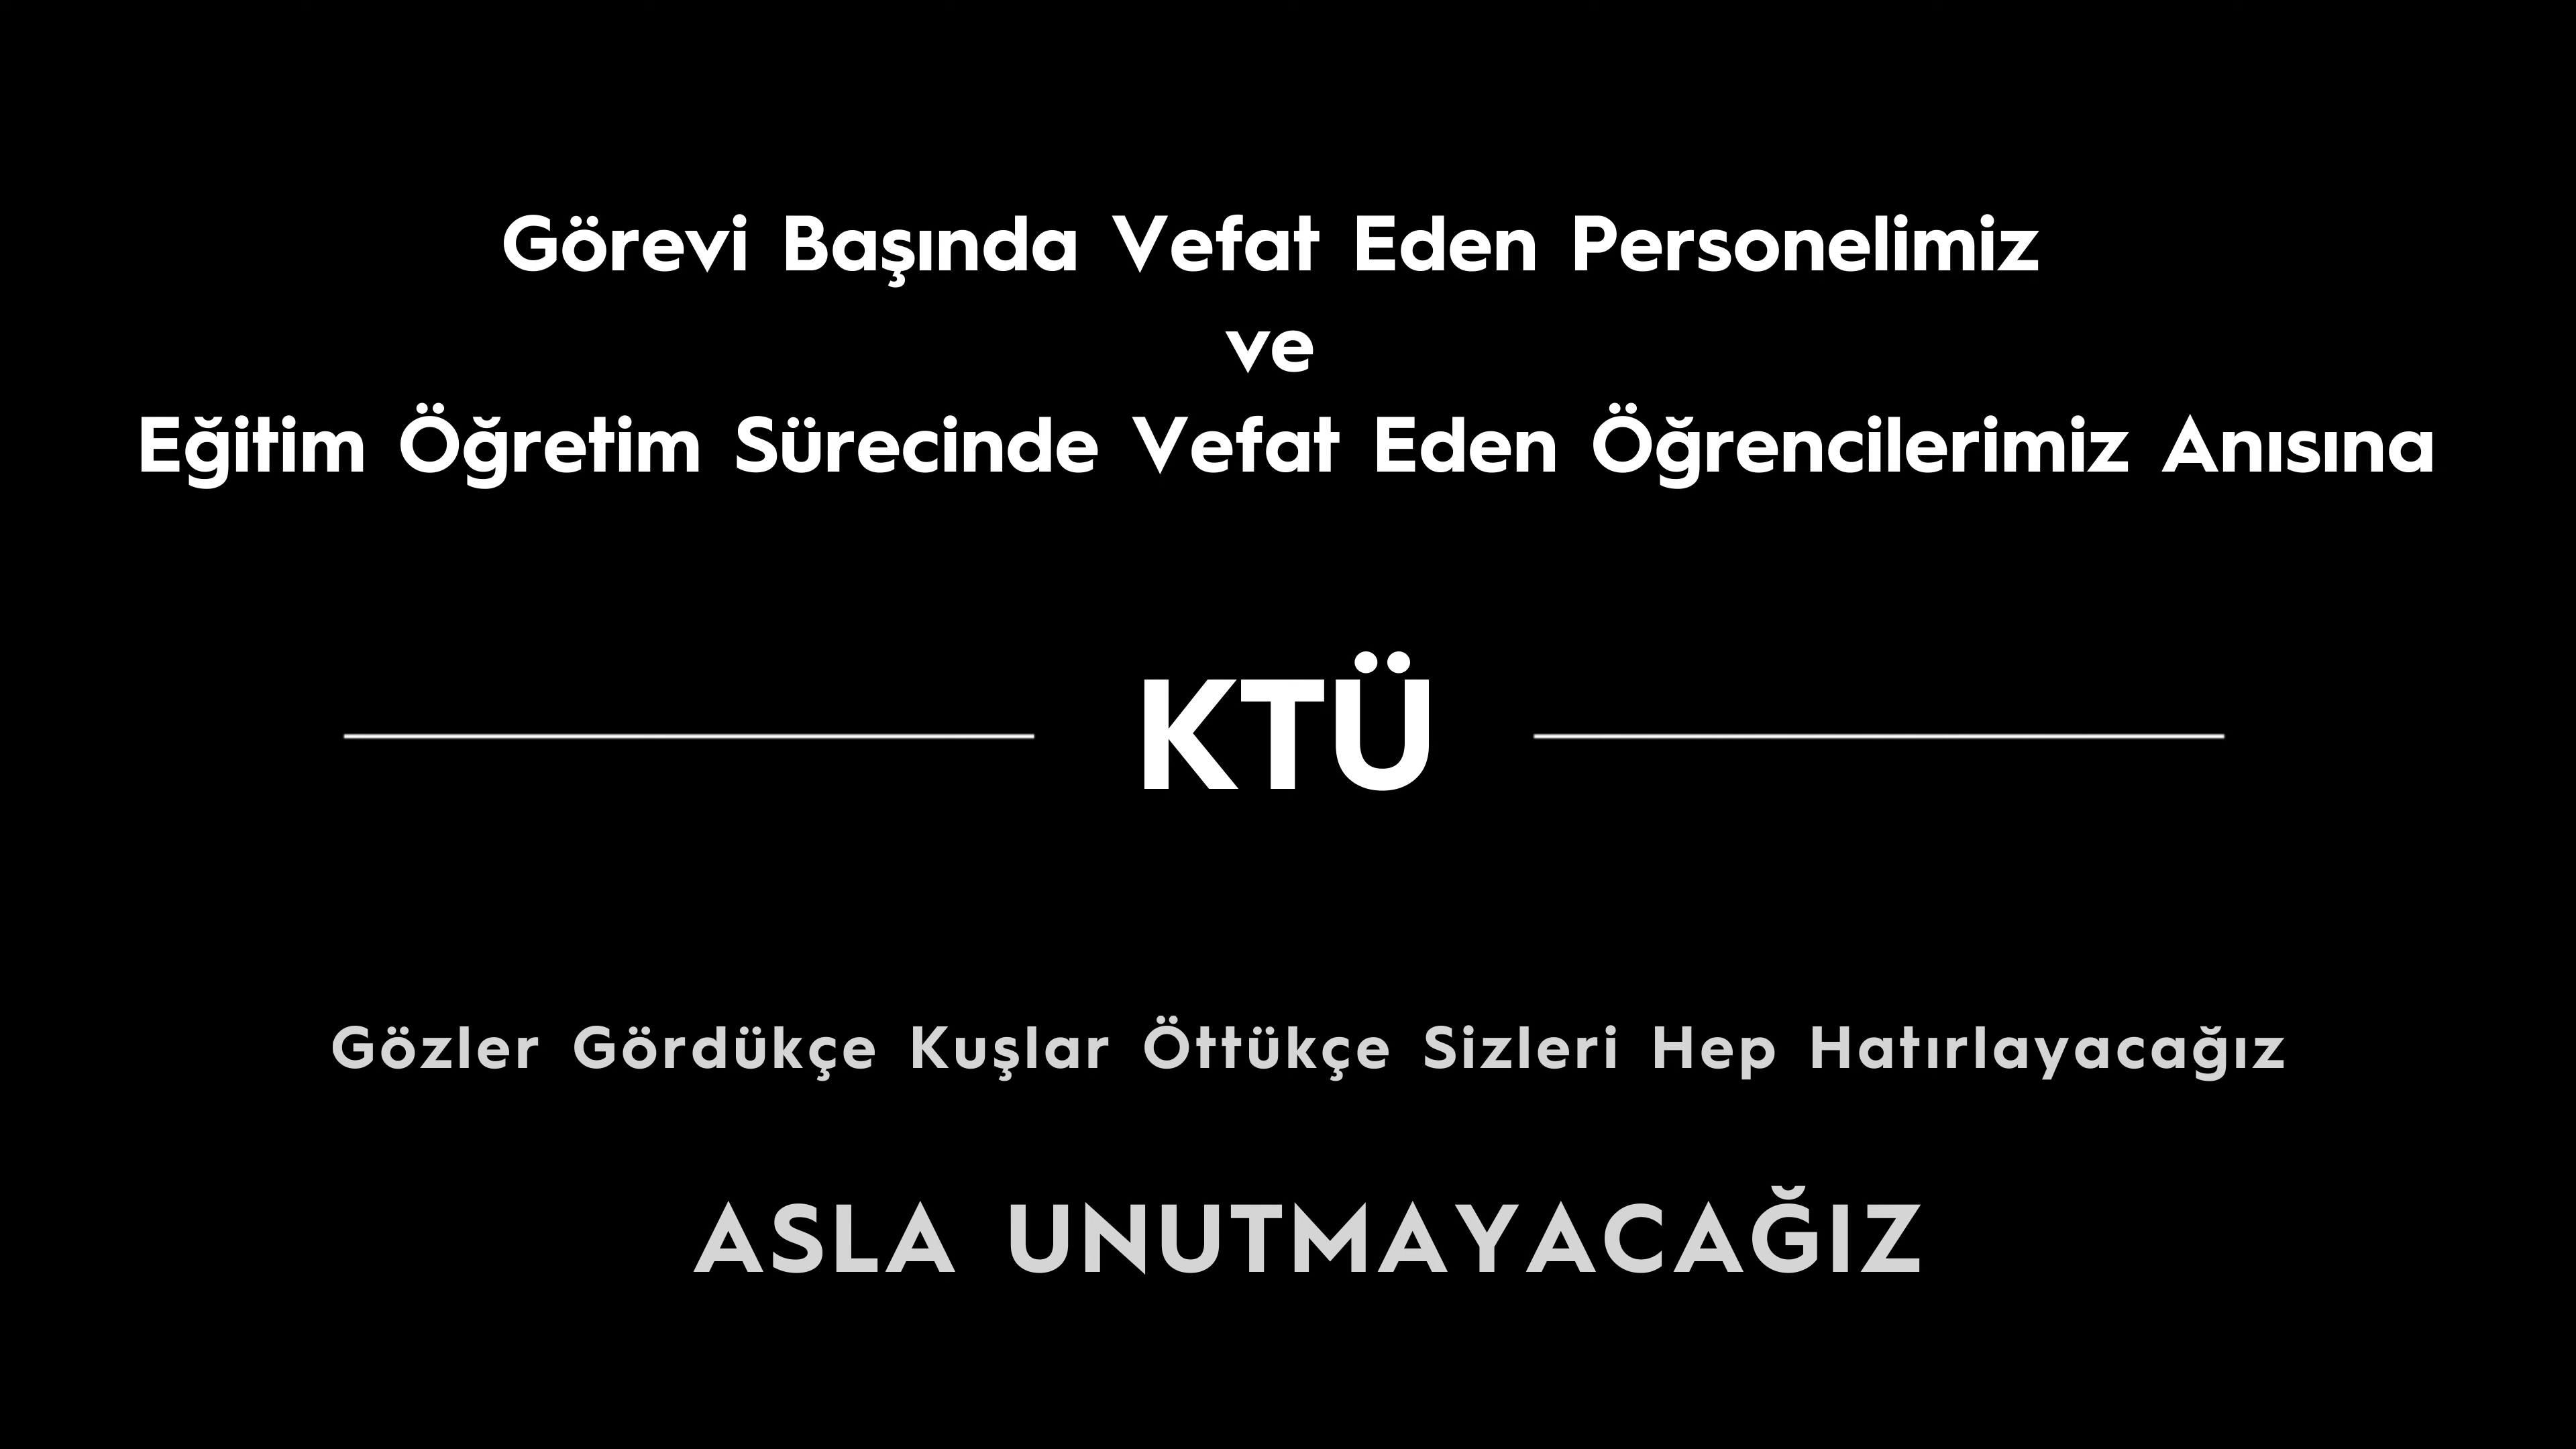 Görevi Başında Vefat Eden Personelimiz
ve
Eğitim Öğretim Sürecinde Vefat Eden Öğrencilerimiz Anısına
KTÜ
Gözler Gördükçe Kuşlar Öttükçe Sizleri Hep Hatırlayacağız
ASLA UNUTMAYACAĞIZ